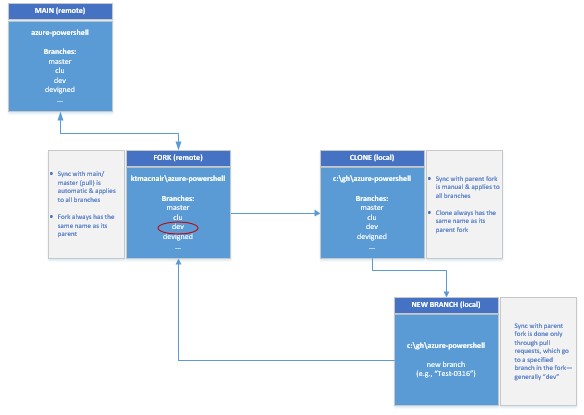 MAIN (remote)
azure-powershell
Branches:
master
clu
dev
devigned
...
FORK (remote)
ktmacnair\azure-powershell
Branches:
master
clu
dev
devigned
...
• Sync with main/
master (pull) is
automatic & applies
to all branches
• Fork always has the
same name as its
parent
CLONE (local)
c:\gh\azure-powershell
Branches:
master
clu
dev
devigned
...
• Sync with parent fork
is manual & applies to
all branches
• Clone always has the
same name as its
parent fork
NEW BRANCH (local)
c:\gh\azure-powershell
new branch
(e.g., "Test-0316")
Sync with parent
fork is done only
through pull
requests, which go
to a specified
branch in the fork—
generally "dev"